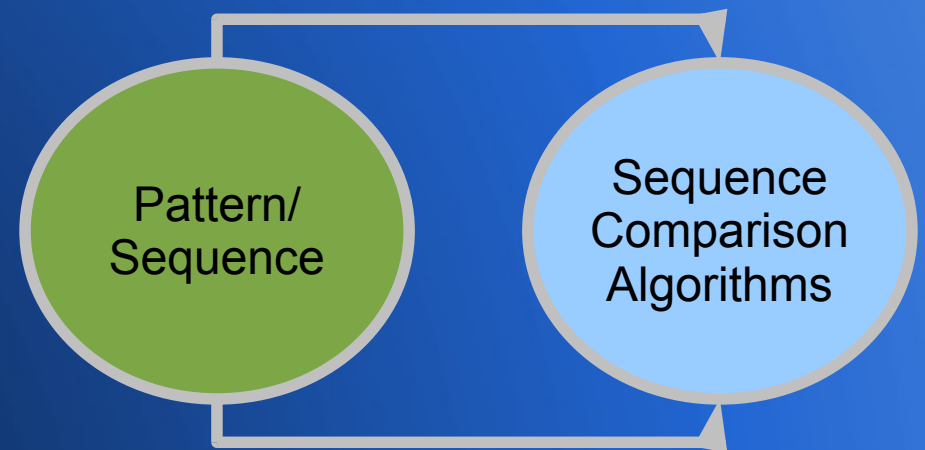 Pattern/
Sequence
Sequence
Comparison
Algorithms